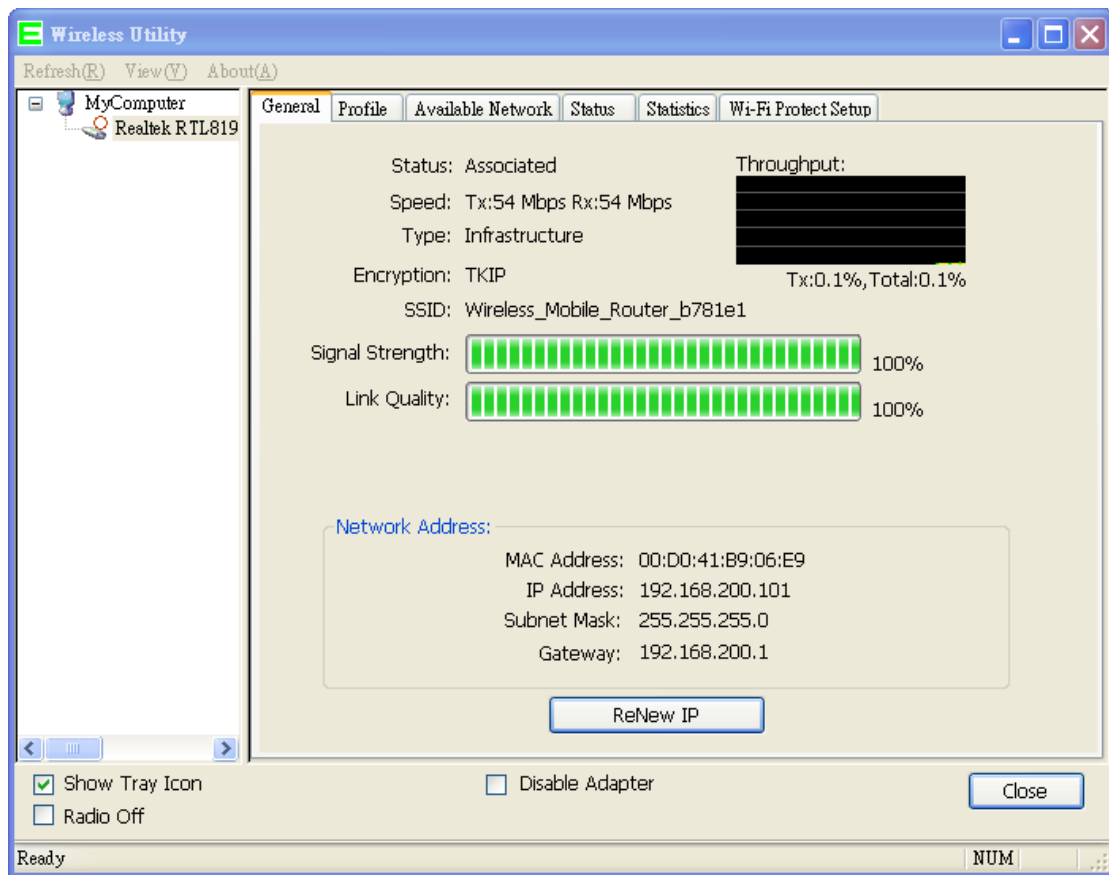 Wireless Utility
Refresh(R) View(V) About(A)
MyComputer
Realtek RTL819
General Profile Available Network Status Statistics Wi-Fi Protect Setup
Status: Associated
Throughput:
Speed: Tx:54 Mbps Rx:54 Mbps
Type: Infrastructure
Encryption: TKIP
Tx:0.1%,Total:0.1%
SSID: Wireless_Mobile_Router_b781e1
Signal Strength: 100%
Link Quality: 100%
Network Address:
MAC Address: 00:D0:41:B9:06:E9
IP Address: 192.168.200.101
Subnet Mask: 255.255.255.0
Gateway: 192.168.200.1
ReNew IP
Show Tray Icon
Disable Adapter
Close
Radio Off
Ready
NUM